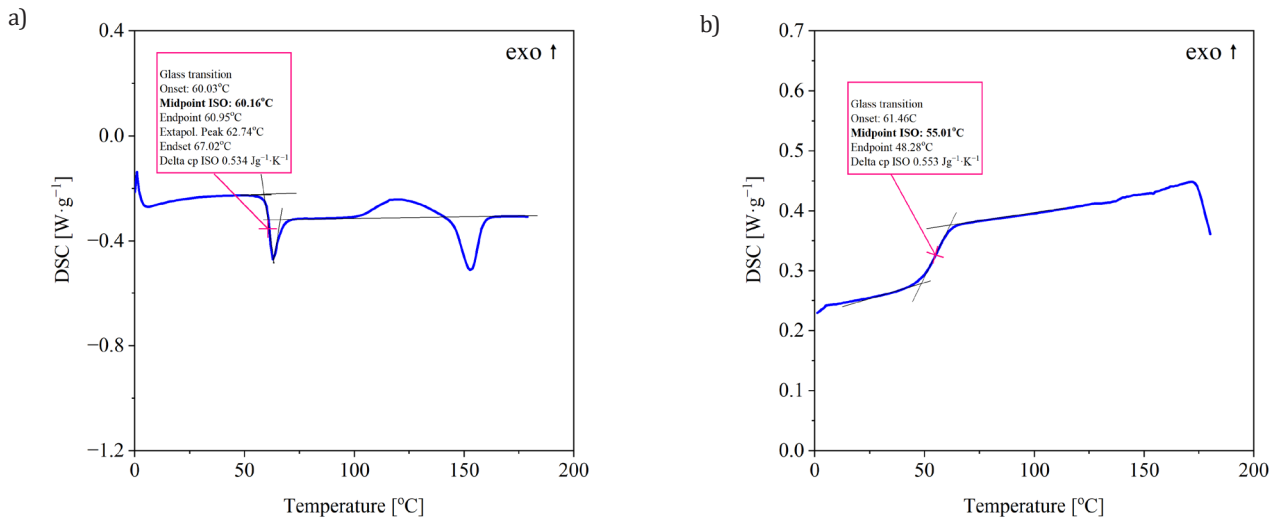 a)
exo ↑
Glass transition
Onset: 60.03°C
Midpoint ISO: 60.16°C
Endpoint 60.95°C
Extapol. Peak 62.74°C
Endset 67.02°C
Delta cp ISO 0.534 Jg⁻¹·K⁻¹
0.4
0.0
−0.4
−0.8
−1.2
DSC [W·g⁻¹]
0
50
100
150
200
Temperature [°C]
b)
exo ↑
Glass transition
Onset: 61.46C
Midpoint ISO: 55.01°C
Endpoint 48.28°C
Delta cp ISO 0.553 Jg⁻¹·K⁻¹
0.7
0.6
0.5
0.4
0.3
0.2
0.1
0.0
DSC [W·g⁻¹]
0
50
100
150
200
Temperature [°C]